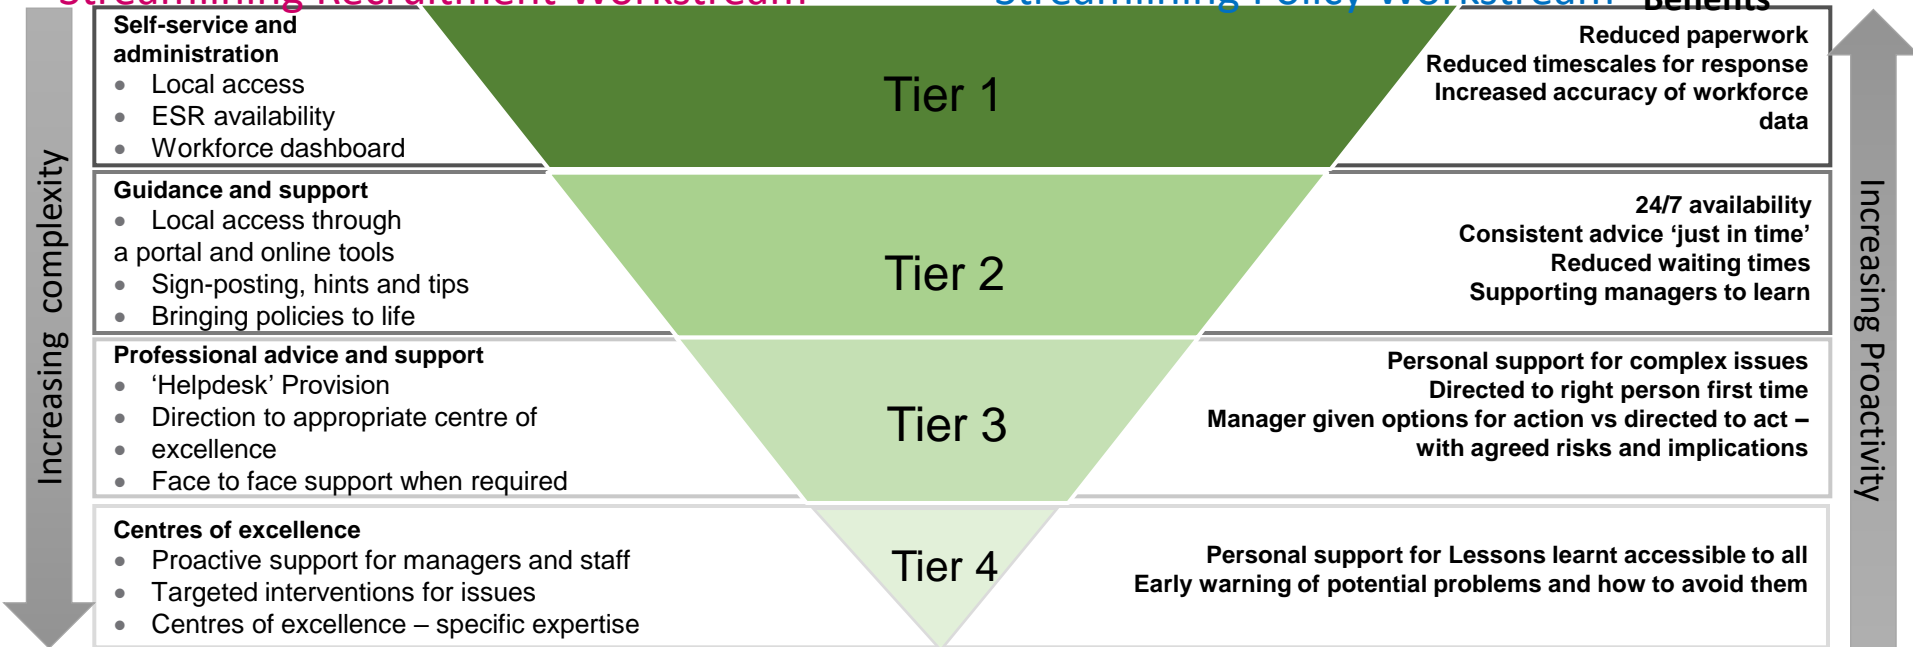 Streamlining Recruitment Workstream
Streamlining Policy Workstream
Benefits
Increasing complexity
Self-service and
administration
• Local access
• ESR availability
• Workforce dashboard
Tier 1
Reduced paperwork
Reduced timescales for response
Increased accuracy of workforce
data
Guidance and support
• Local access through
a portal and online tools
• Sign-posting, hints and tips
• Bringing policies to life
Tier 2
24/7 availability
Consistent advice ‘just in time’
Reduced waiting times
Supporting managers to learn
Professional advice and support
• ‘Helpdesk’ Provision
• Direction to appropriate centre of
• excellence
• Face to face support when required
Tier 3
Personal support for complex issues
Directed to right person first time
Manager given options for action vs directed to act –
with agreed risks and implications
Centres of excellence
• Proactive support for managers and staff
• Targeted interventions for issues
• Centres of excellence – specific expertise
Tier 4
Personal support for Lessons learnt accessible to all
Early warning of potential problems and how to avoid them
Increasing Proactivity